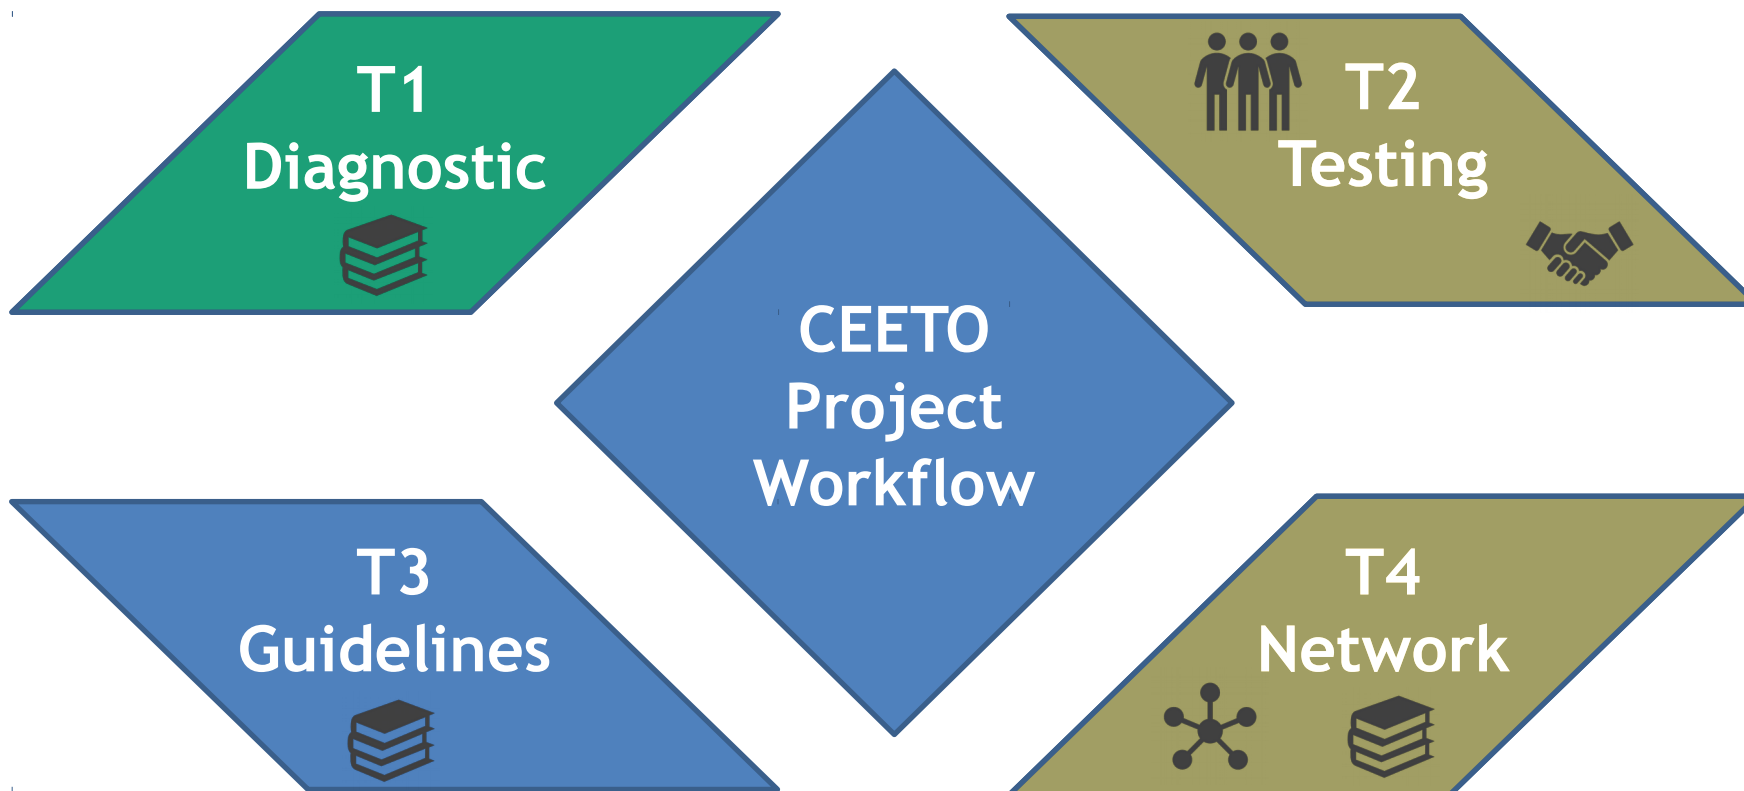 T1
Diagnostic
T2
Testing
CEETO
Project
Workflow
T3
Guidelines
T4
Network